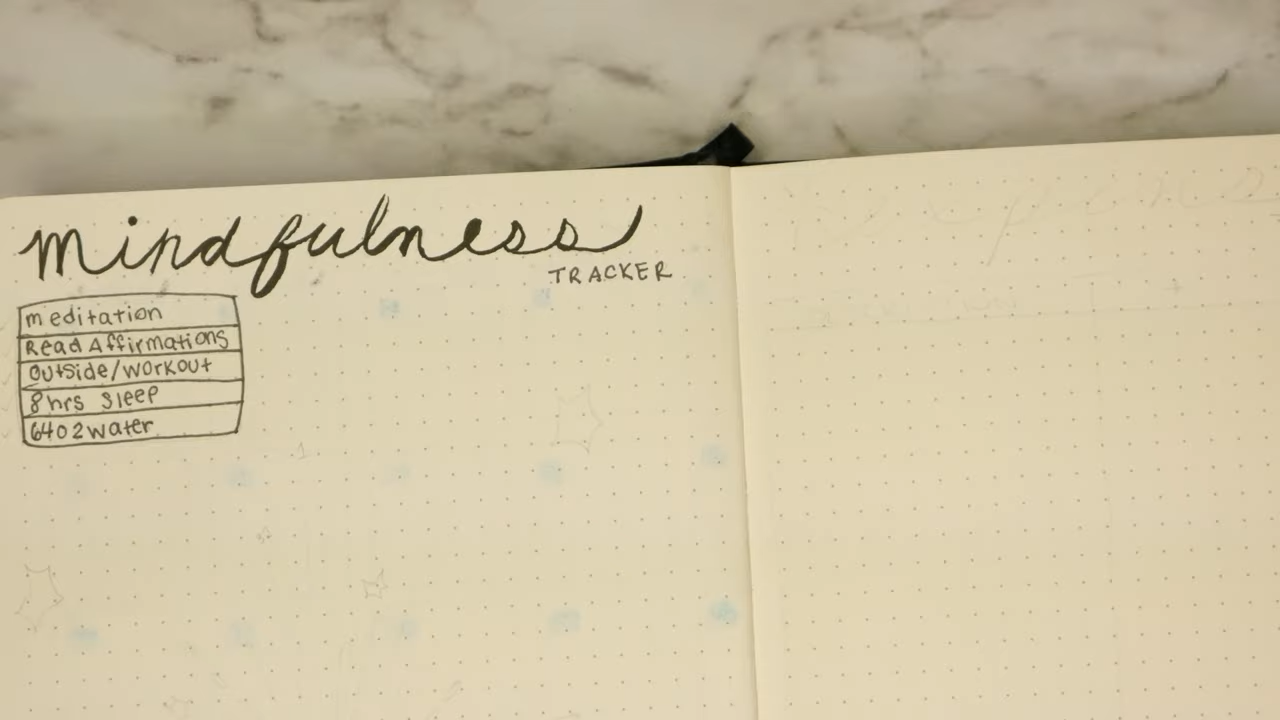 mindfulness
TRACKER
meditation
Read Affirmations
outside/workout
8hrs sleep
64oz water